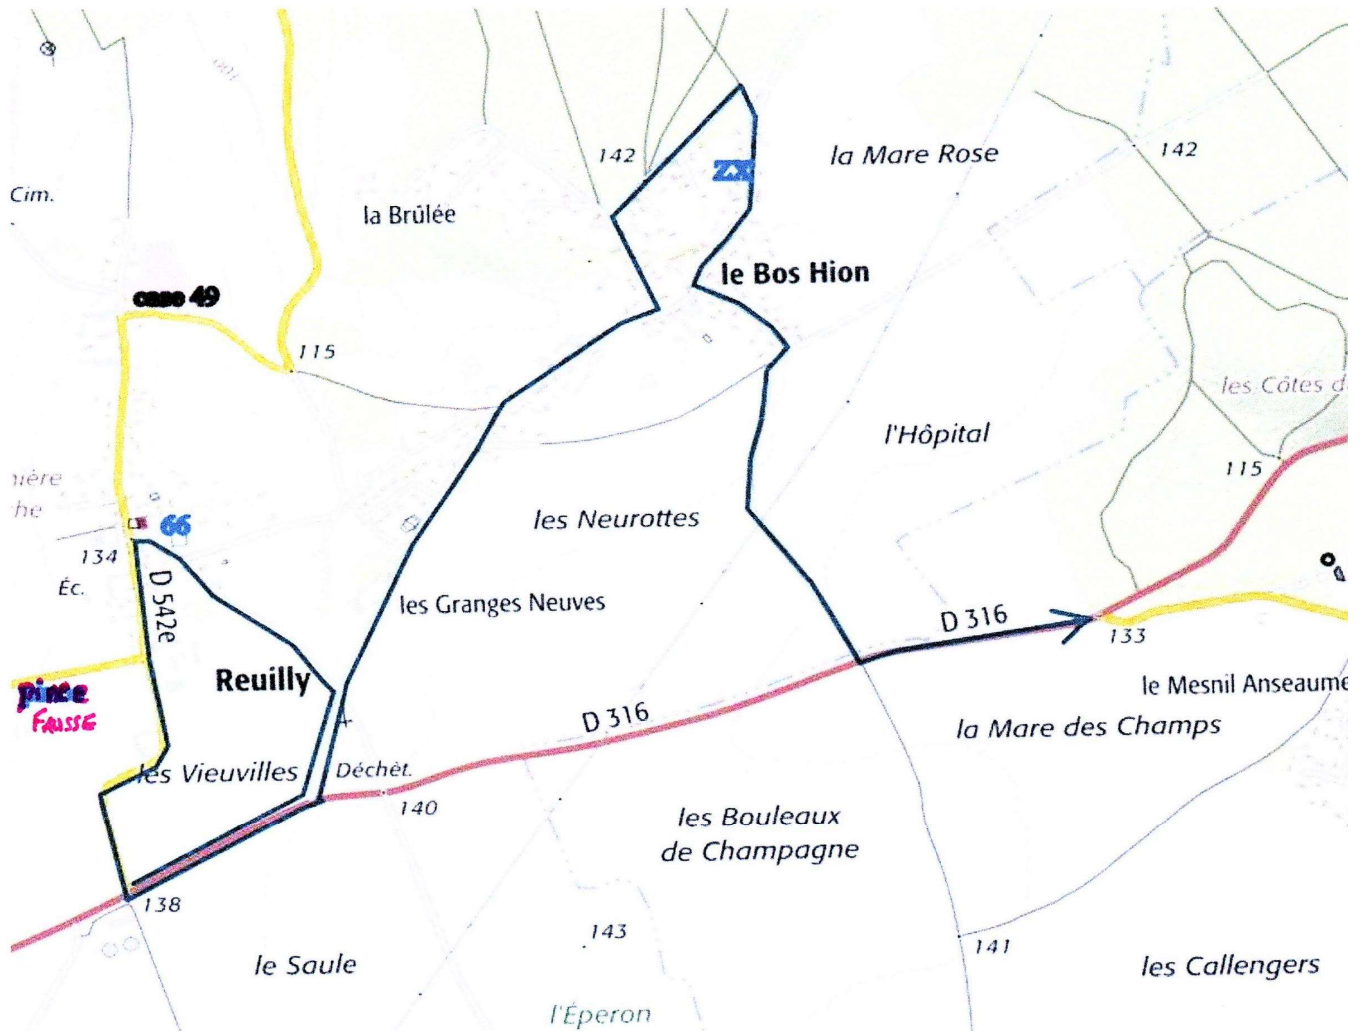 100
142
la Mare Rose
142
Cim.
la Brûlée
ZX
le Bos Hion
case 49
115
les Côtes d
l'Hôpital
115
nière
he
66
les Neurottes
134
Éc.
D 542e
les Granges Neuves
D 316
133
Reuilly
pince
FAUSSE
le Mesnil Anseaume
D 316
la Mare des Champs
les Vieuvilles
Déchèt.
140
les Bouleaux
de Champagne
138
143
141
le Saule
les Callengers
l'Éperon